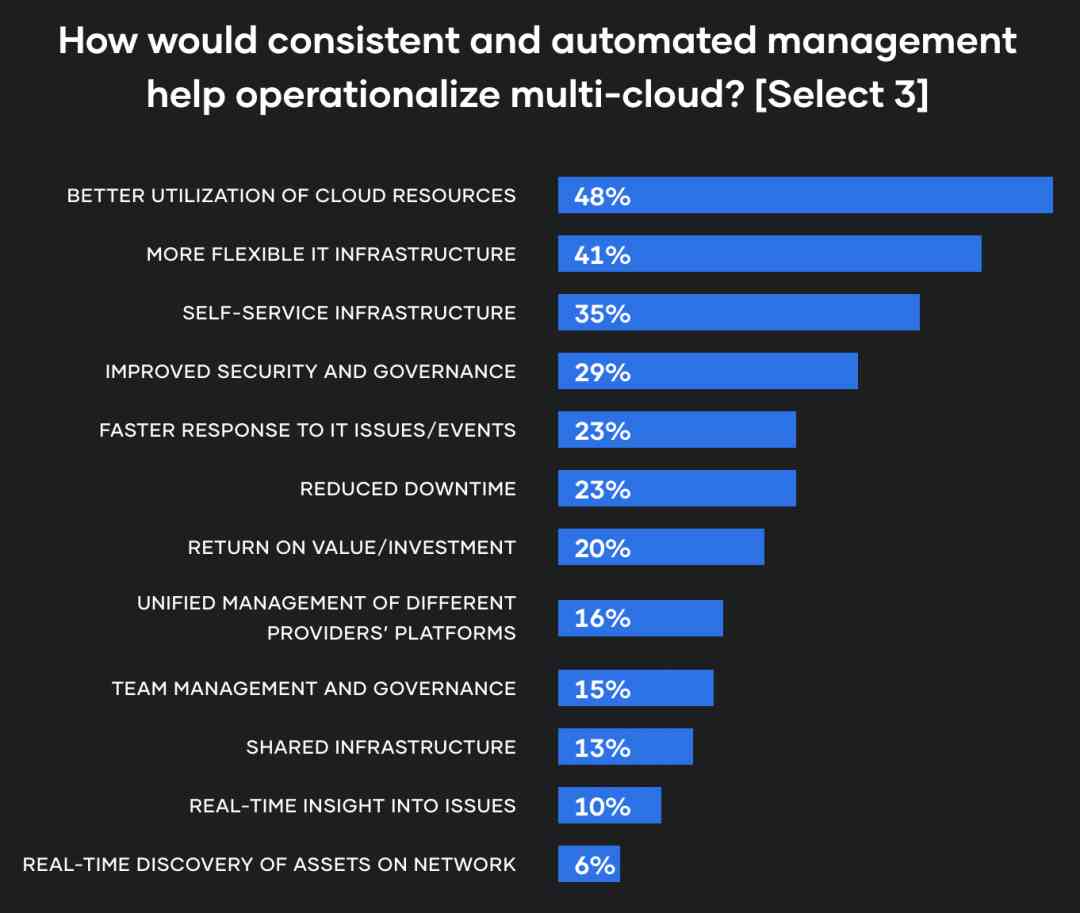 How would consistent and automated management
help operationalize multi-cloud? [Select 3]
BETTER UTILIZATION OF CLOUD RESOURCES 48%
MORE FLEXIBLE IT INFRASTRUCTURE 41%
SELF-SERVICE INFRASTRUCTURE 35%
IMPROVED SECURITY AND GOVERNANCE 29%
FASTER RESPONSE TO IT ISSUES/EVENTS 23%
REDUCED DOWNTIME 23%
RETURN ON VALUE/INVESTMENT 20%
UNIFIED MANAGEMENT OF DIFFERENT
PROVIDERS’ PLATFORMS 16%
TEAM MANAGEMENT AND GOVERNANCE 15%
SHARED INFRASTRUCTURE 13%
REAL-TIME INSIGHT INTO ISSUES 10%
REAL-TIME DISCOVERY OF ASSETS ON NETWORK 6%